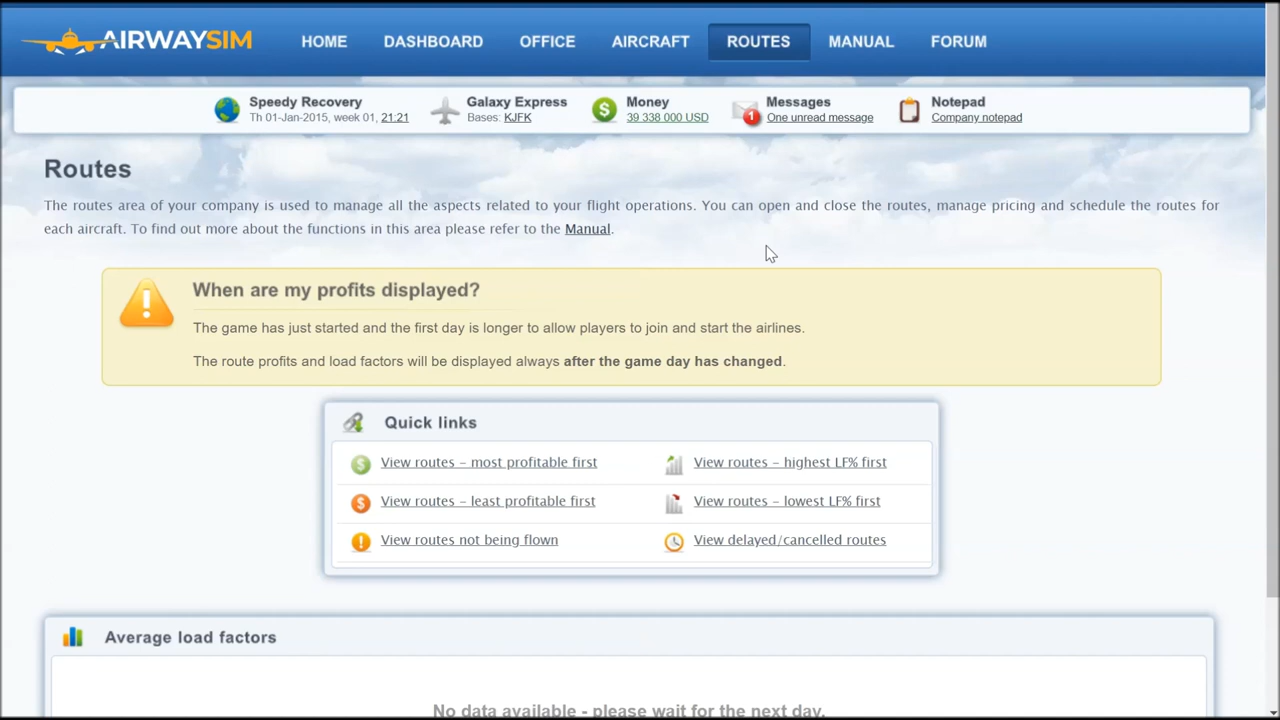 AIRWAYSIM
HOME DASHBOARD OFFICE AIRCRAFT ROUTES MANUAL FORUM
Speedy Recovery
Th 01-Jan-2015, week 01, 21:21
Galaxy Express
Bases: KJFK
Money
39 338 000 USD
1
Messages
One unread message
Notepad
Company notepad
Routes
The routes area of your company is used to manage all the aspects related to your flight operations. You can open and close the routes, manage pricing and schedule the routes for
each aircraft. To find out more about the functions in this area please refer to the Manual.
When are my profits displayed?
The game has just started and the first day is longer to allow players to join and start the airlines.
The route profits and load factors will be displayed always after the game day has changed.
Quick links
View routes – most profitable first
View routes – highest LF% first
View routes – least profitable first
View routes – lowest LF% first
View routes not being flown
View delayed/cancelled routes
Average load factors
No data available - please wait for the next day.